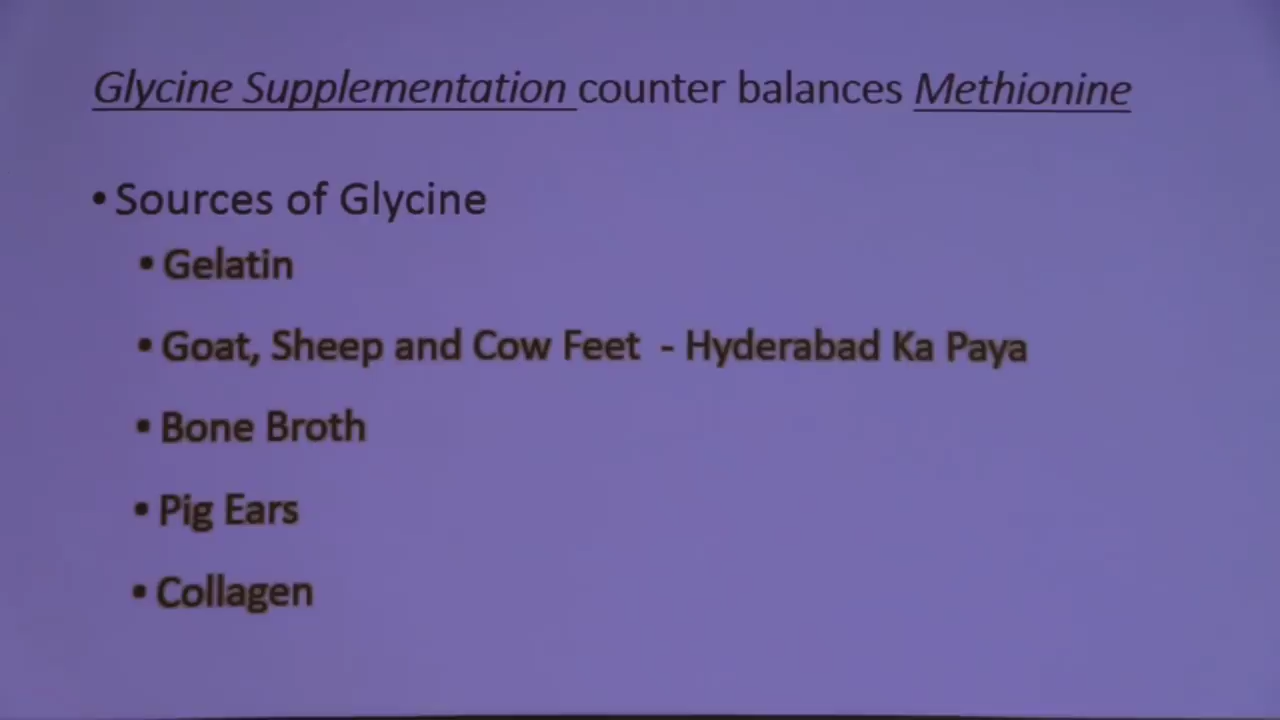 Glycine Supplementation counter balances Methionine
• Sources of Glycine
• Gelatin
• Goat, Sheep and Cow Feet - Hyderabad Ka Paya
• Bone Broth
• Pig Ears
• Collagen